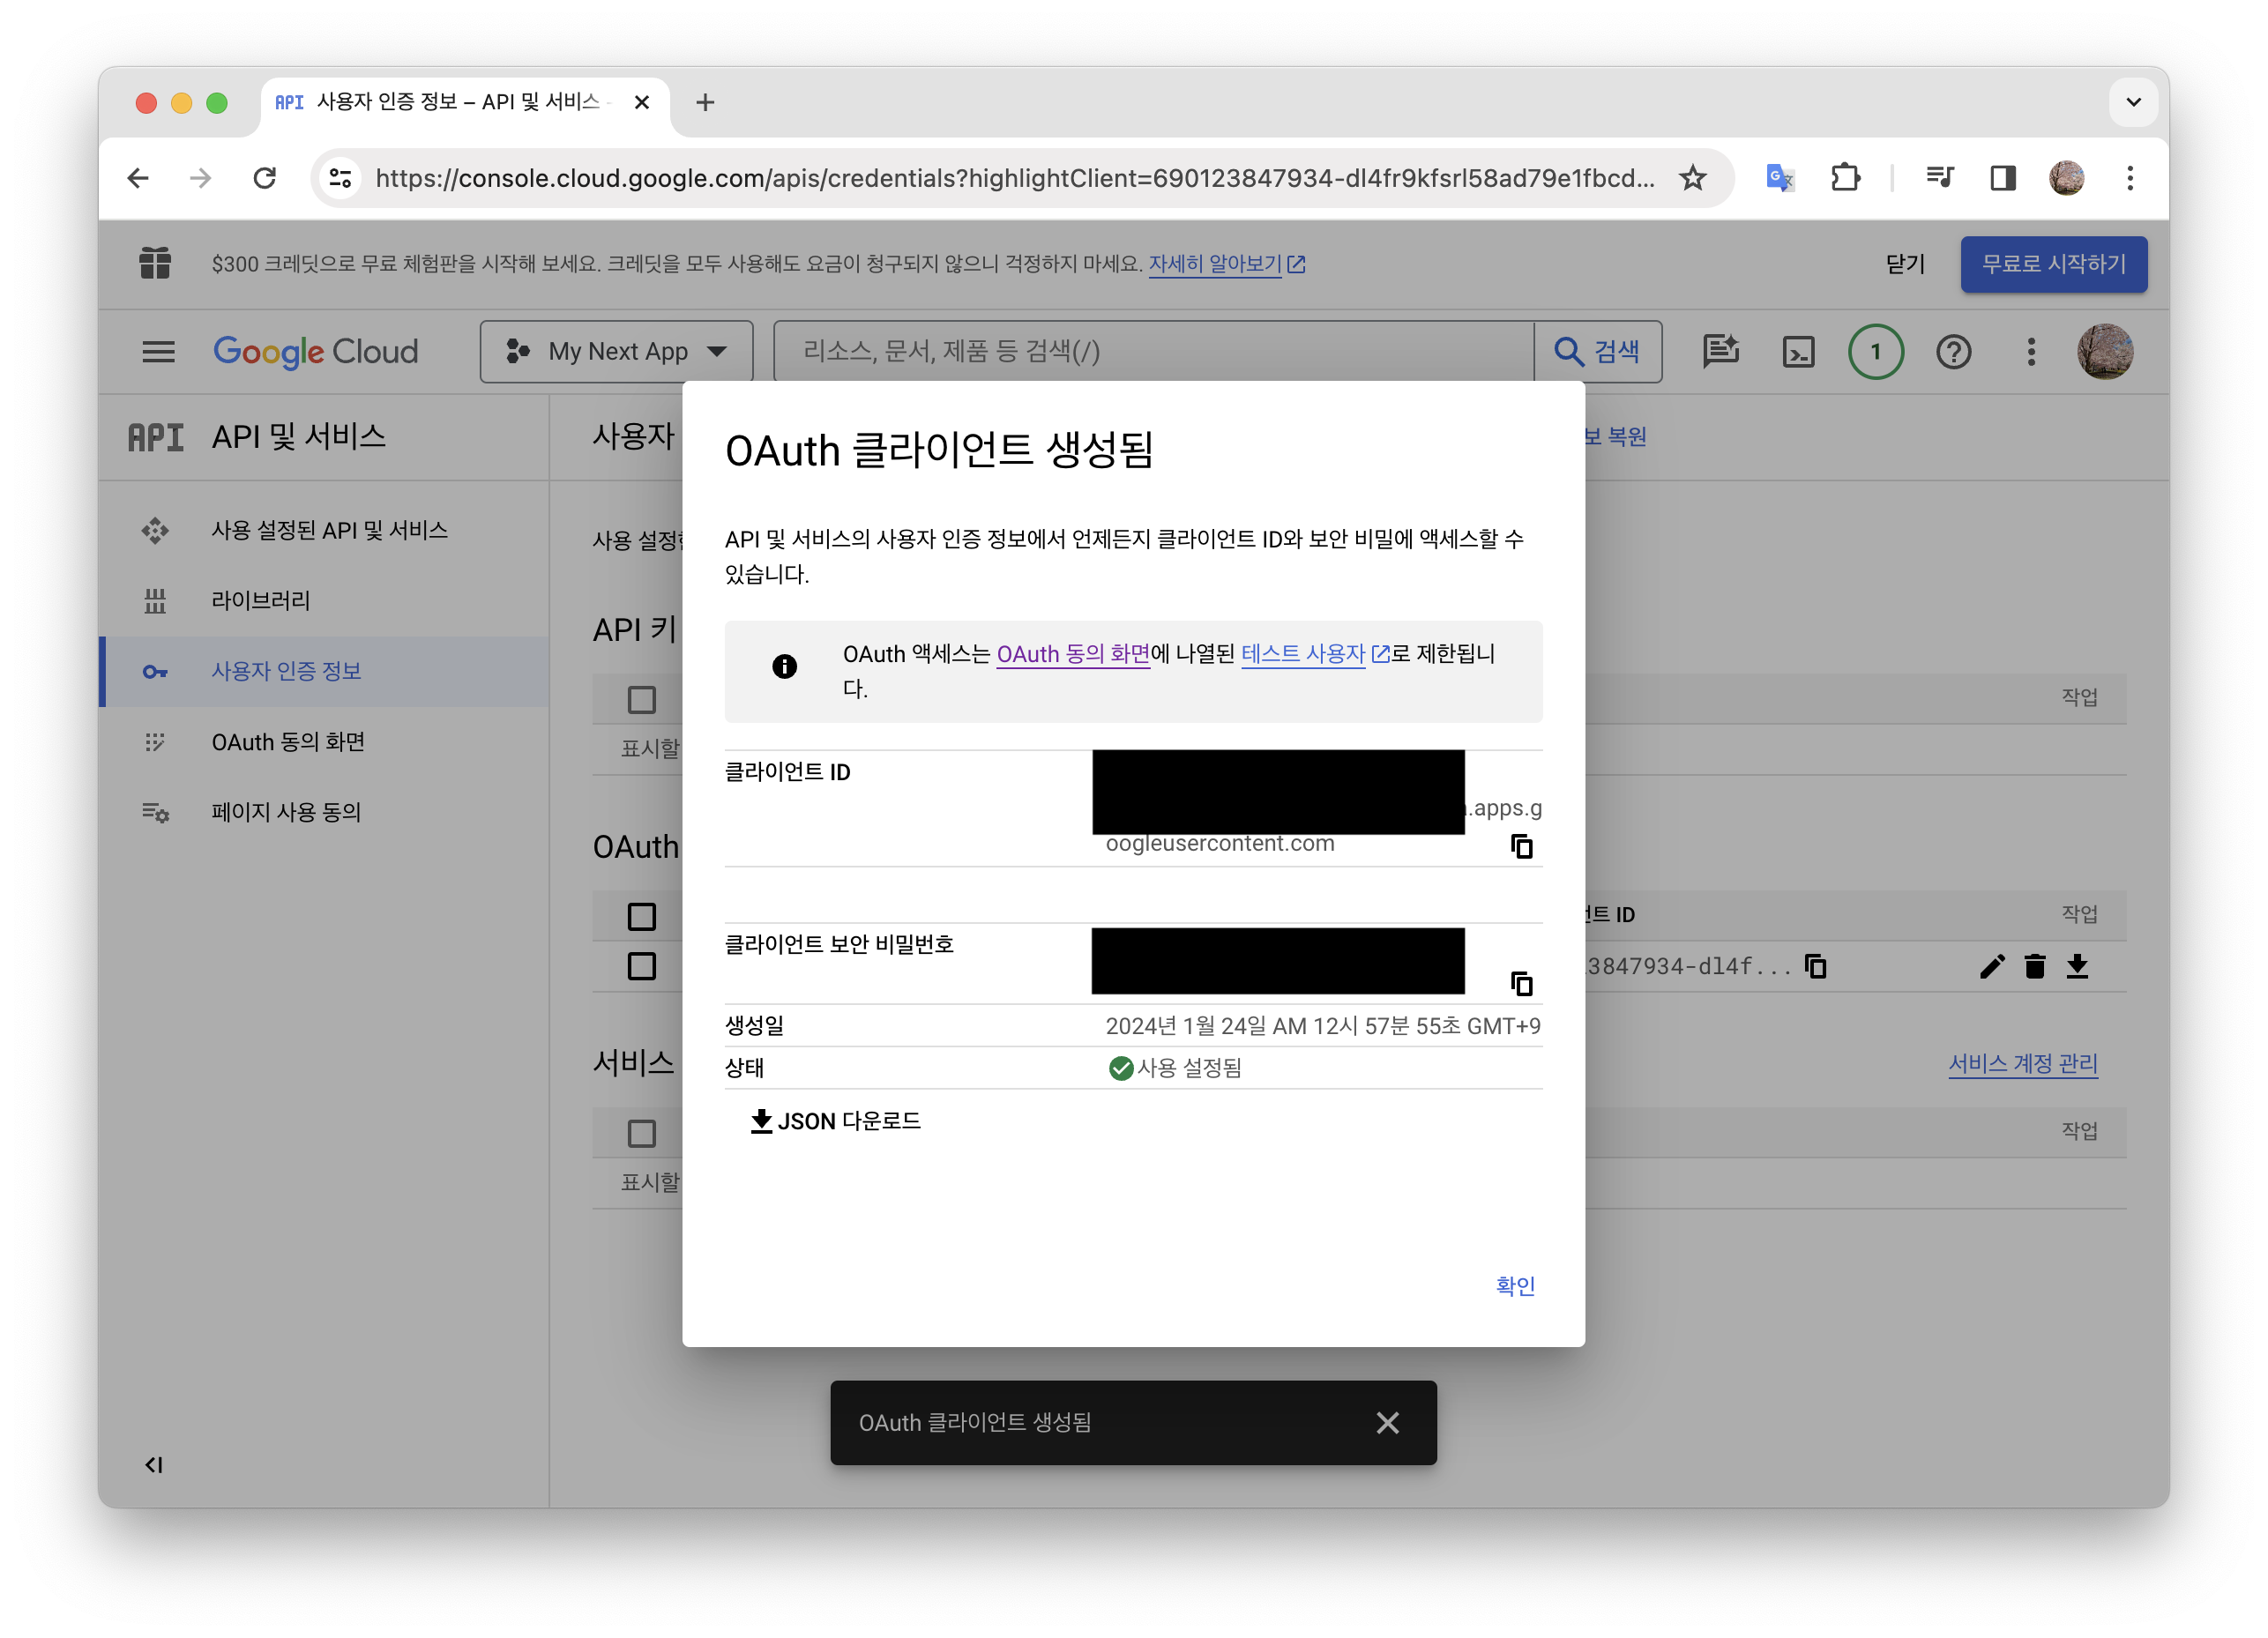 API 사용자 인증 정보 – API 및 서비스 -
https://console.cloud.google.com/apis/credentials?highlightClient=690123847934-dl4fr9kfsrl58ad79e1fbcd...
$300 크레딧으로 무료 체험판을 시작해 보세요. 크레딧을 모두 사용해도 요금이 청구되지 않으니 걱정하지 마세요. 자세히 알아보기
닫기
무료로 시작하기
Google Cloud
My Next App
리소스, 문서, 제품 등 검색(/)
검색
1
API API 및 서비스
사용자
보 복원
사용 설정된 API 및 서비스
라이브러리
사용자 인증 정보
OAuth 동의 화면
페이지 사용 동의
사용 설정
API 키
작업
표시할
OAuth
트 ID
작업
3847934-dl4f...
서비스
서비스 계정 관리
작업
표시할
OAuth 클라이언트 생성됨
API 및 서비스의 사용자 인증 정보에서 언제든지 클라이언트 ID와 보안 비밀에 액세스할 수
있습니다.
OAuth 액세스는 OAuth 동의 화면에 나열된 테스트 사용자로 제한됩니
다.
클라이언트 ID
.apps.g
oogleusercontent.com
클라이언트 보안 비밀번호
생성일
2024년 1월 24일 AM 12시 57분 55초 GMT+9
상태
사용 설정됨
JSON 다운로드
확인
OAuth 클라이언트 생성됨